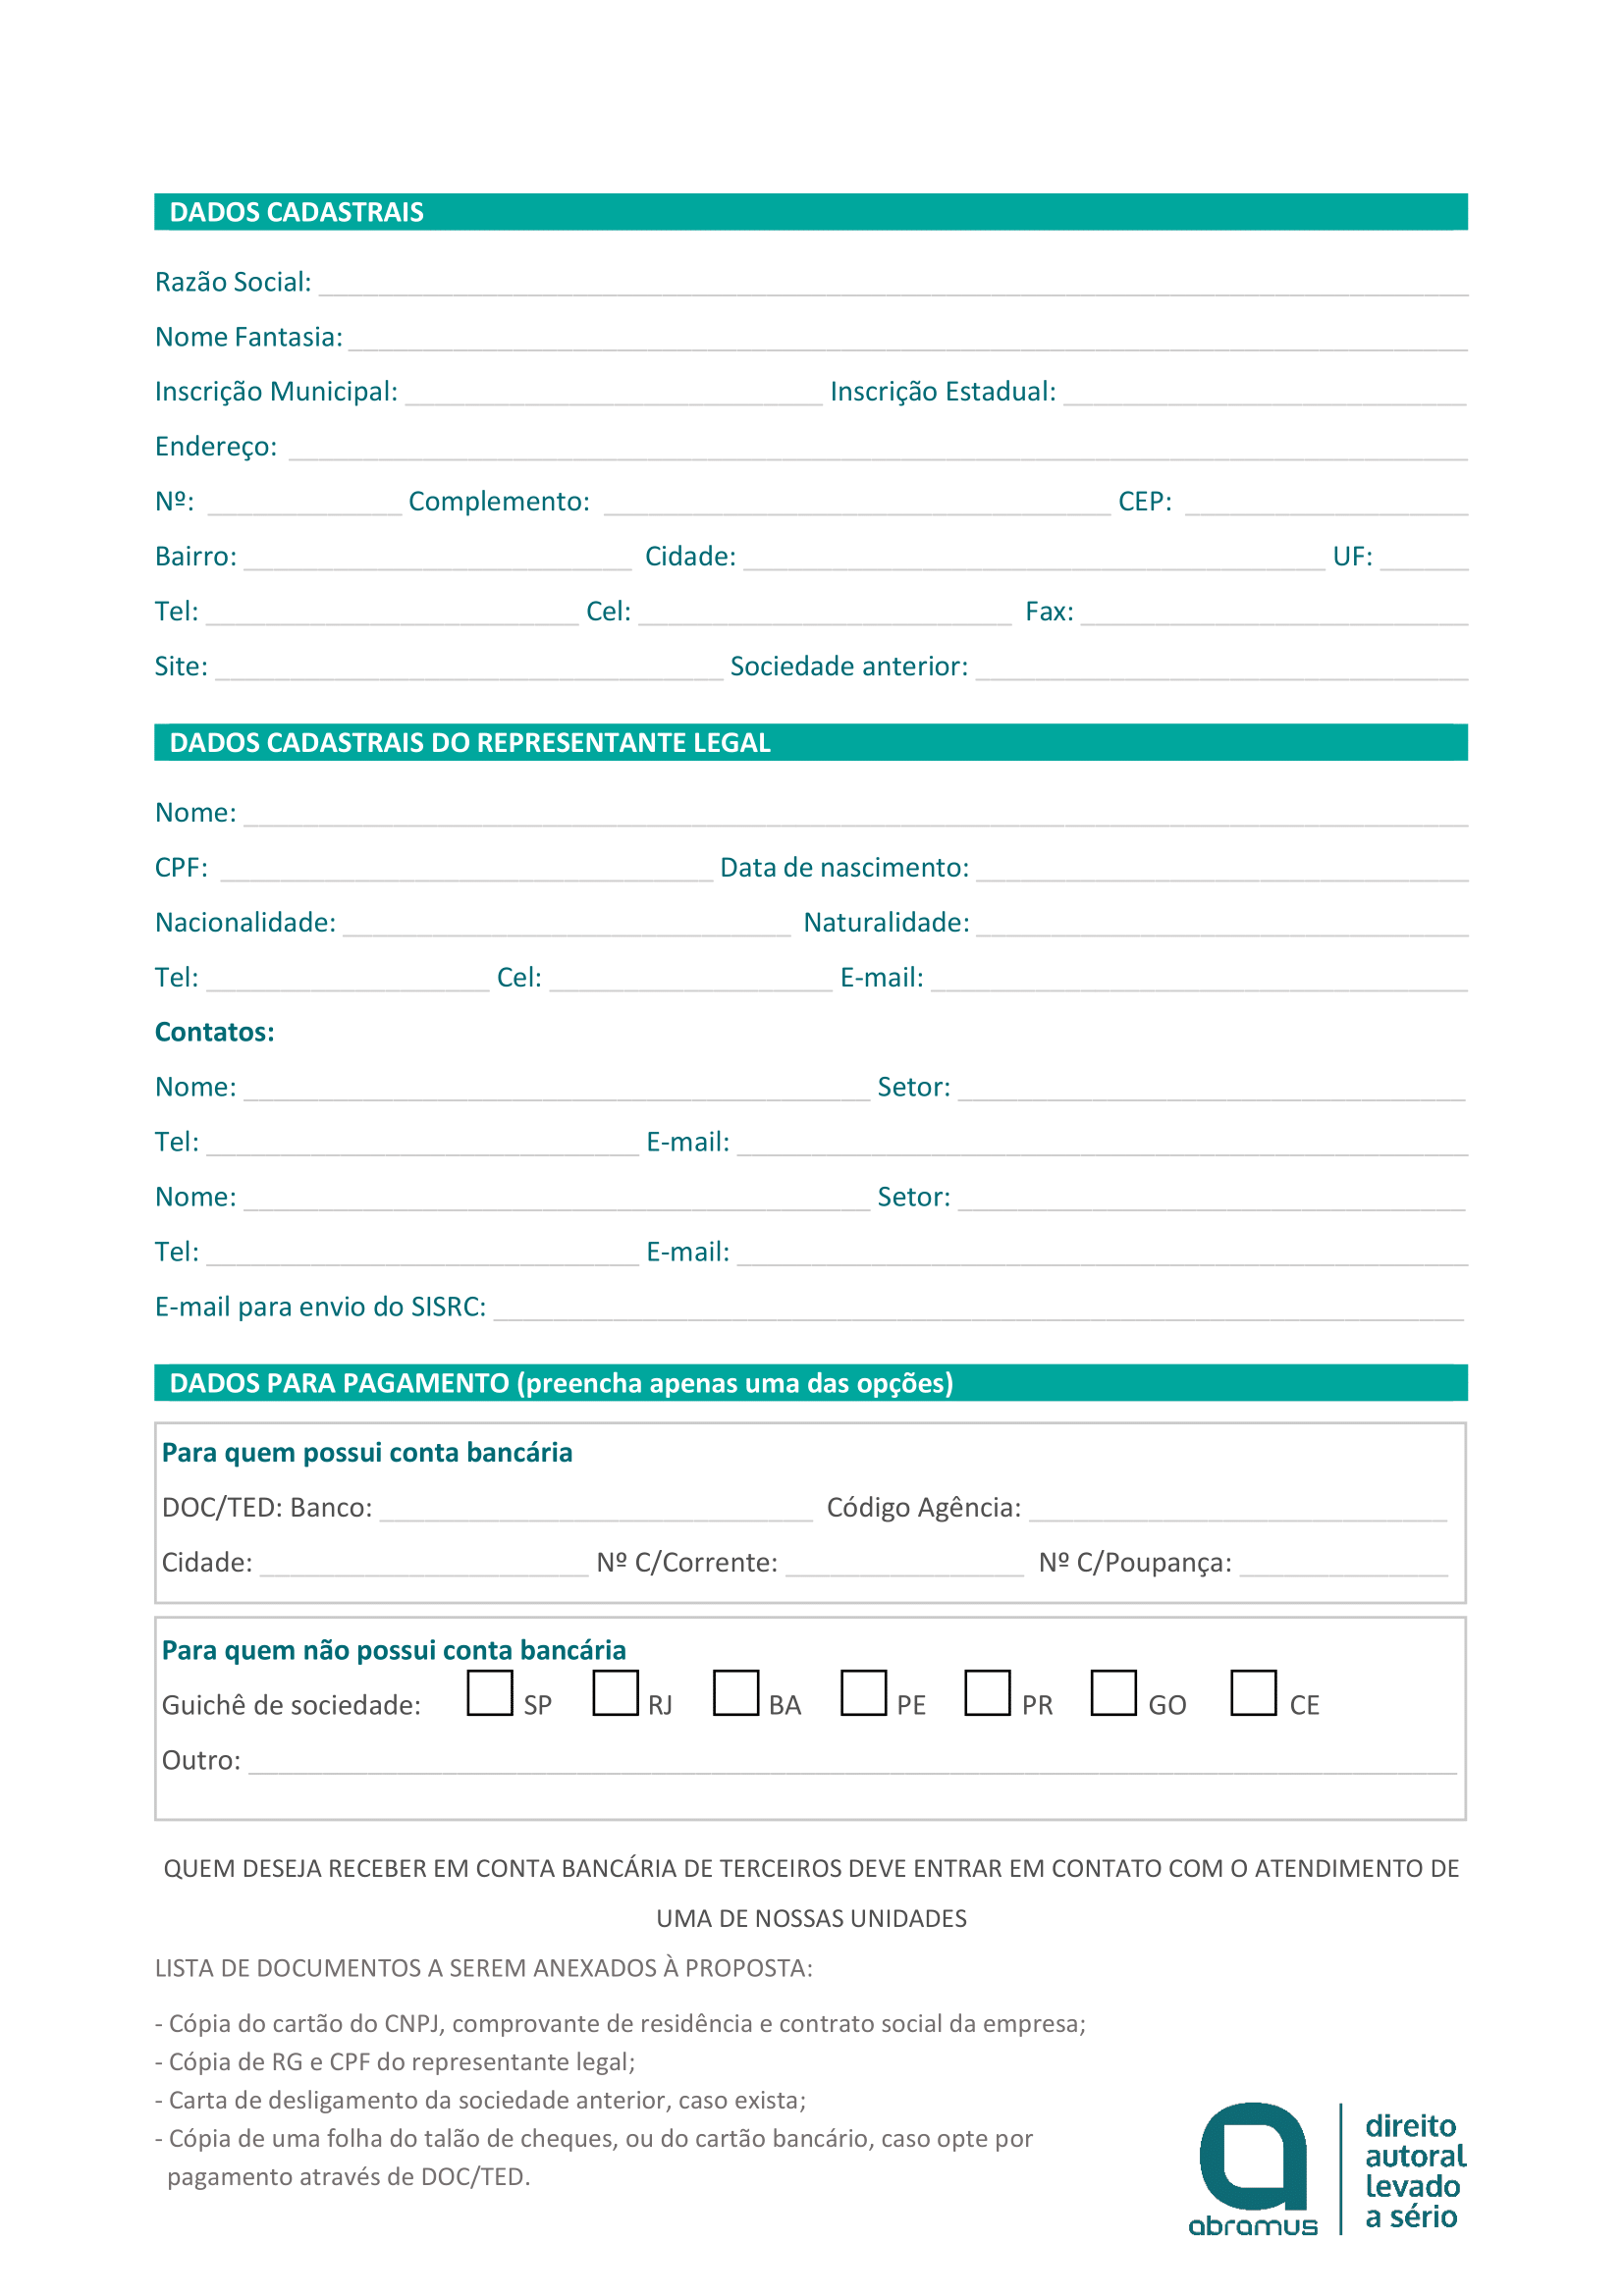 DADOS CADASTRAIS
Razão Social:
Nome Fantasia:
Inscrição Municipal: Inscrição Estadual:
Endereço:
Nº: Complemento: CEP:
Bairro: Cidade: UF:
Tel: Cel: Fax:
Site: Sociedade anterior:
DADOS CADASTRAIS DO REPRESENTANTE LEGAL
Nome:
CPF: Data de nascimento:
Nacionalidade: Naturalidade:
Tel: Cel: E-mail:
Contatos:
Nome: Setor:
Tel: E-mail:
Nome: Setor:
Tel: E-mail:
E-mail para envio do SISRC:
DADOS PARA PAGAMENTO (preencha apenas uma das opções)
Para quem possui conta bancária
DOC/TED: Banco: Código Agência:
Cidade: Nº C/Corrente: Nº C/Poupança:
Para quem não possui conta bancária
Guichê de sociedade: SP RJ BA PE PR GO CE
Outro:
QUEM DESEJA RECEBER EM CONTA BANCÁRIA DE TERCEIROS DEVE ENTRAR EM CONTATO COM O ATENDIMENTO DE
UMA DE NOSSAS UNIDADES
LISTA DE DOCUMENTOS A SEREM ANEXADOS À PROPOSTA:
- Cópia do cartão do CNPJ, comprovante de residência e contrato social da empresa;
- Cópia de RG e CPF do representante legal;
- Carta de desligamento da sociedade anterior, caso exista;
- Cópia de uma folha do talão de cheques, ou do cartão bancário, caso opte por
pagamento através de DOC/TED.
abramus
direito
autoral
levado
a sério